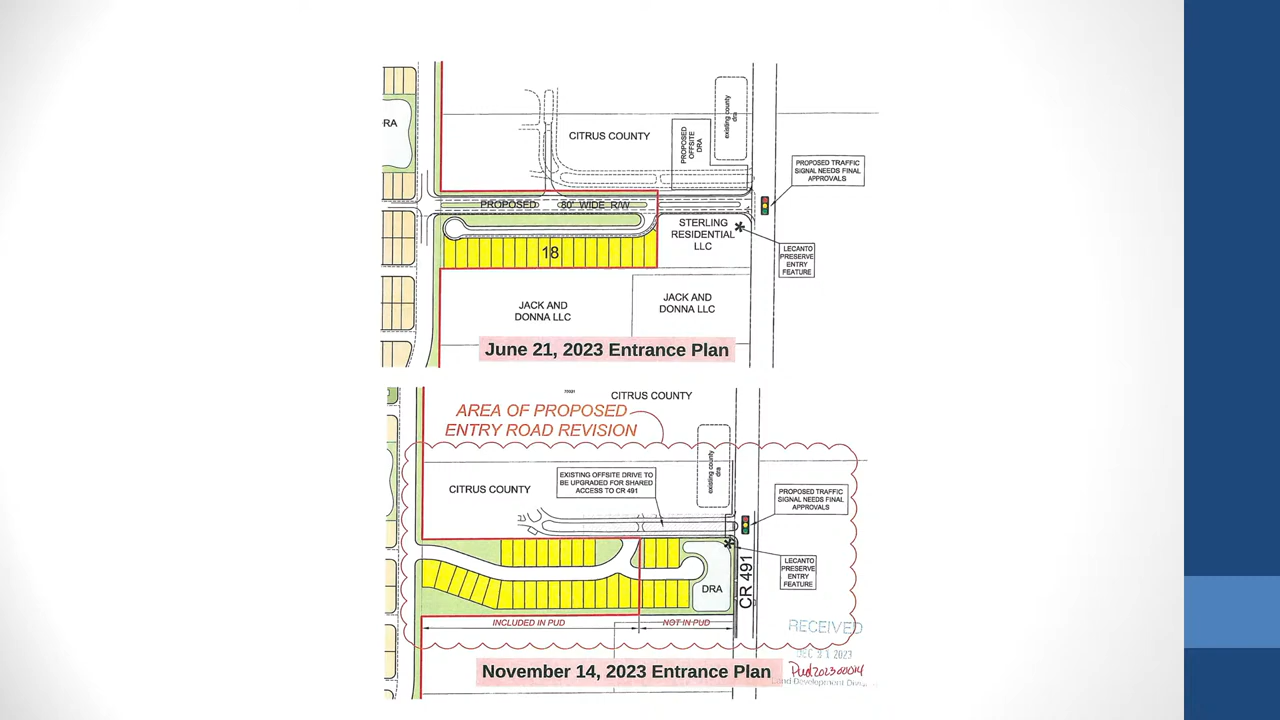 RA
CITRUS COUNTY
existing county
dra
PROPOSED
OFFSITE
DRA
PROPOSED TRAFFIC
SIGNAL NEEDS FINAL
APPROVALS
PROPOSED 80' WIDE R/W
18
STERLING
RESIDENTIAL
LLC
LECANTO
PRESERVE
ENTRY
FEATURE
JACK AND
DONNA LLC
JACK AND
DONNA LLC
June 21, 2023 Entrance Plan
CITRUS COUNTY
AREA OF PROPOSED
ENTRY ROAD REVISION
existing county
dra
EXISTING OFFSITE DRIVE TO
BE UPGRADED FOR SHARED
ACCESS TO CR 491
CITRUS COUNTY
PROPOSED TRAFFIC
SIGNAL NEEDS FINAL
APPROVALS
LECANTO
PRESERVE
ENTRY
FEATURE
CR 491
DRA
INCLUDED IN PUD
NOT IN PUD
RECEIVED
2023
November 14, 2023 Entrance Plan
Land Development